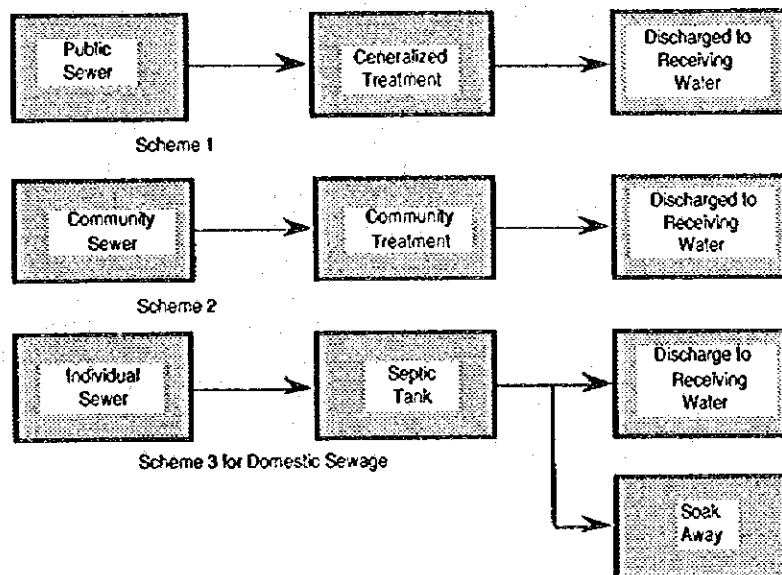 Public
Sewer
Ceneralized
Treatment
Discharged to
Receiving
Water
Scheme 1
Community
Sewer
Community
Treatment
Discharged to
Receiving
Water
Scheme 2
Individual
Sewer
Septic
Tank
Discharge to
Receiving
Water
Scheme 3 for Domestic Sewage
Soak
Away